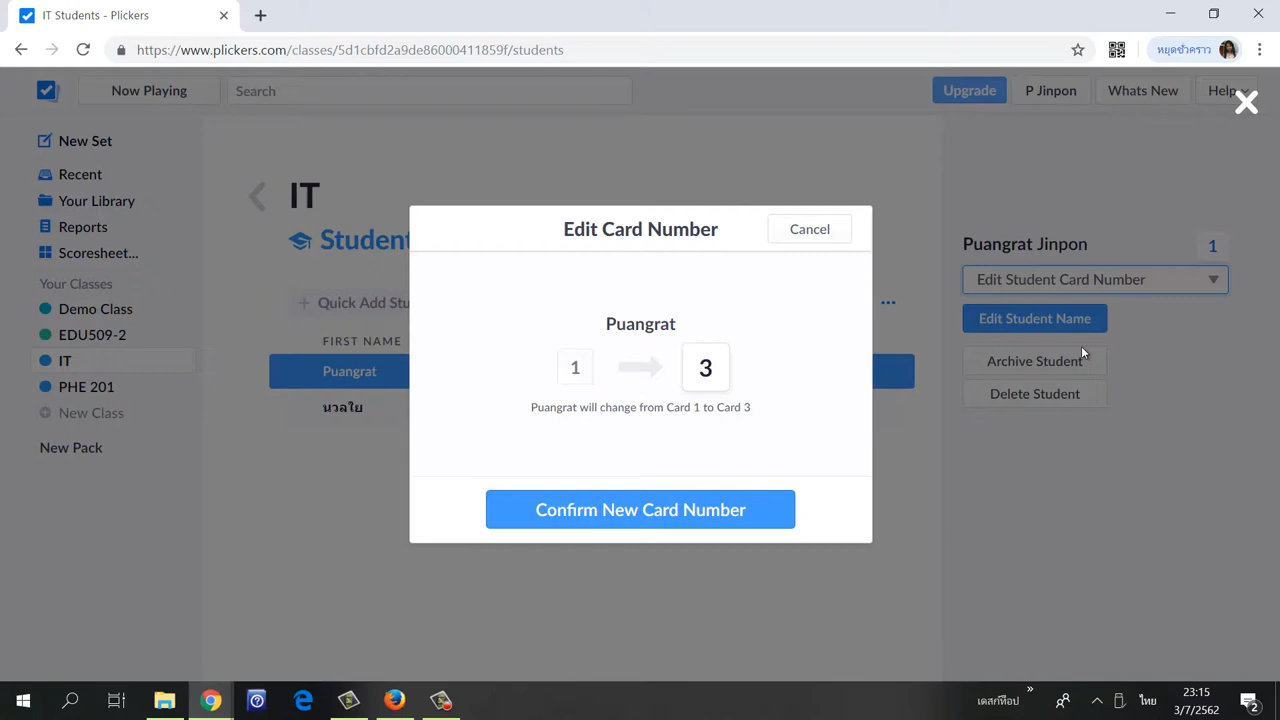 IT Students - Plickers
https://www.plickers.com/classes/5d1cbfd2a9de86000411859f/students
หยุดชั่วคราว
Now Playing
Search
Upgrade
P Jinpon
Whats New
Help
New Set
Recent
Your Library
Reports
Scoresheet...
Your Classes
Demo Class
EDU509-2
IT
PHE 201
New Class
New Pack
IT
Student
Quick Add Stu
FIRST NAME
Puangrat
นวลใย
Edit Card Number
Cancel
Puangrat
1
3
Puangrat will change from Card 1 to Card 3
Confirm New Card Number
Puangrat Jinpon
1
Edit Student Card Number
Edit Student Name
Archive Student
Delete Student
เดสก์ท็อป
ไทย
23:15
3/7/2562
2